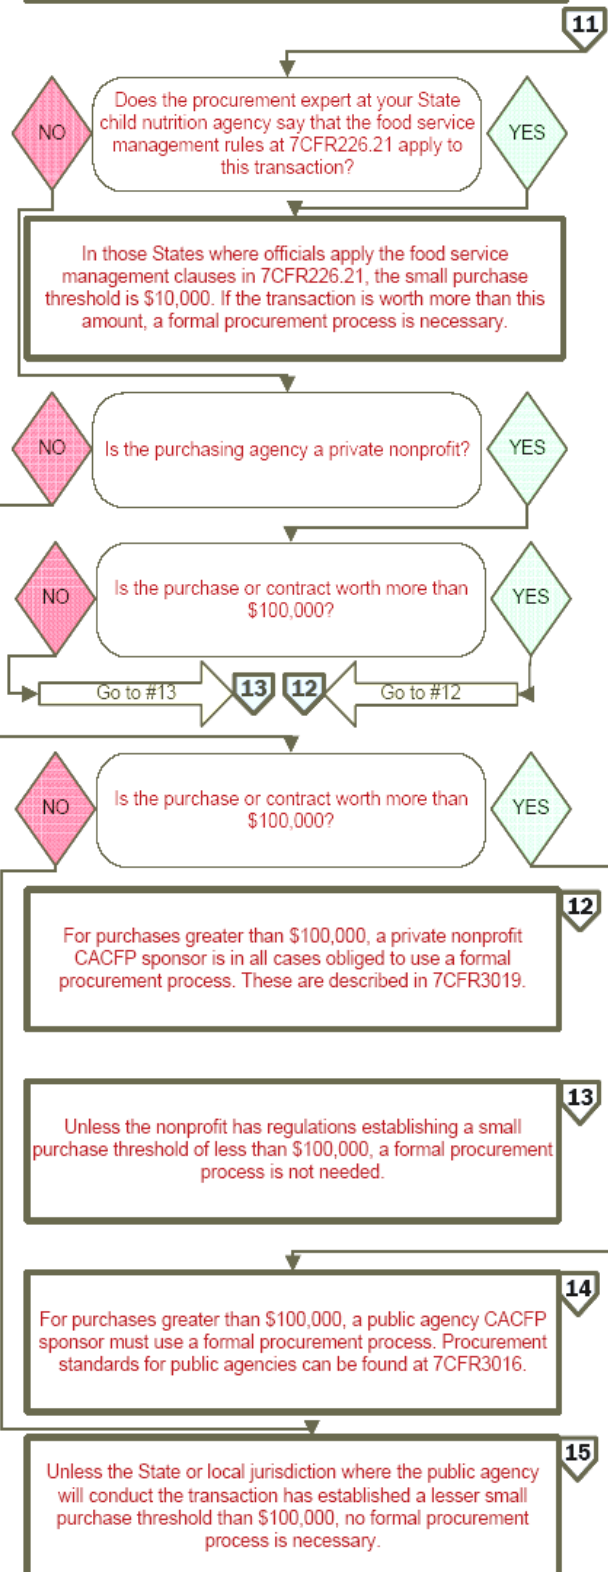 11
NO
Does the procurement expert at your State
child nutrition agency say that the food service
management rules at 7CFR226.21 apply to
this transaction?
YES
In those States where officials apply the food service
management clauses in 7CFR226.21, the small purchase
threshold is $10,000. If the transaction is worth more than this
amount, a formal procurement process is necessary.
NO
Is the purchasing agency a private nonprofit?
YES
NO
Is the purchase or contract worth more than
$100,000?
YES
Go to #13
13
12
Go to #12
NO
Is the purchase or contract worth more than
$100,000?
YES
12
For purchases greater than $100,000, a private nonprofit
CACFP sponsor is in all cases obliged to use a formal
procurement process. These are described in 7CFR3019.
13
Unless the nonprofit has regulations establishing a small
purchase threshold of less than $100,000, a formal procurement
process is not needed.
14
For purchases greater than $100,000, a public agency CACFP
sponsor must use a formal procurement process. Procurement
standards for public agencies can be found at 7CFR3016.
15
Unless the State or local jurisdiction where the public agency
will conduct the transaction has established a lesser small
purchase threshold than $100,000, no formal procurement
process is necessary.